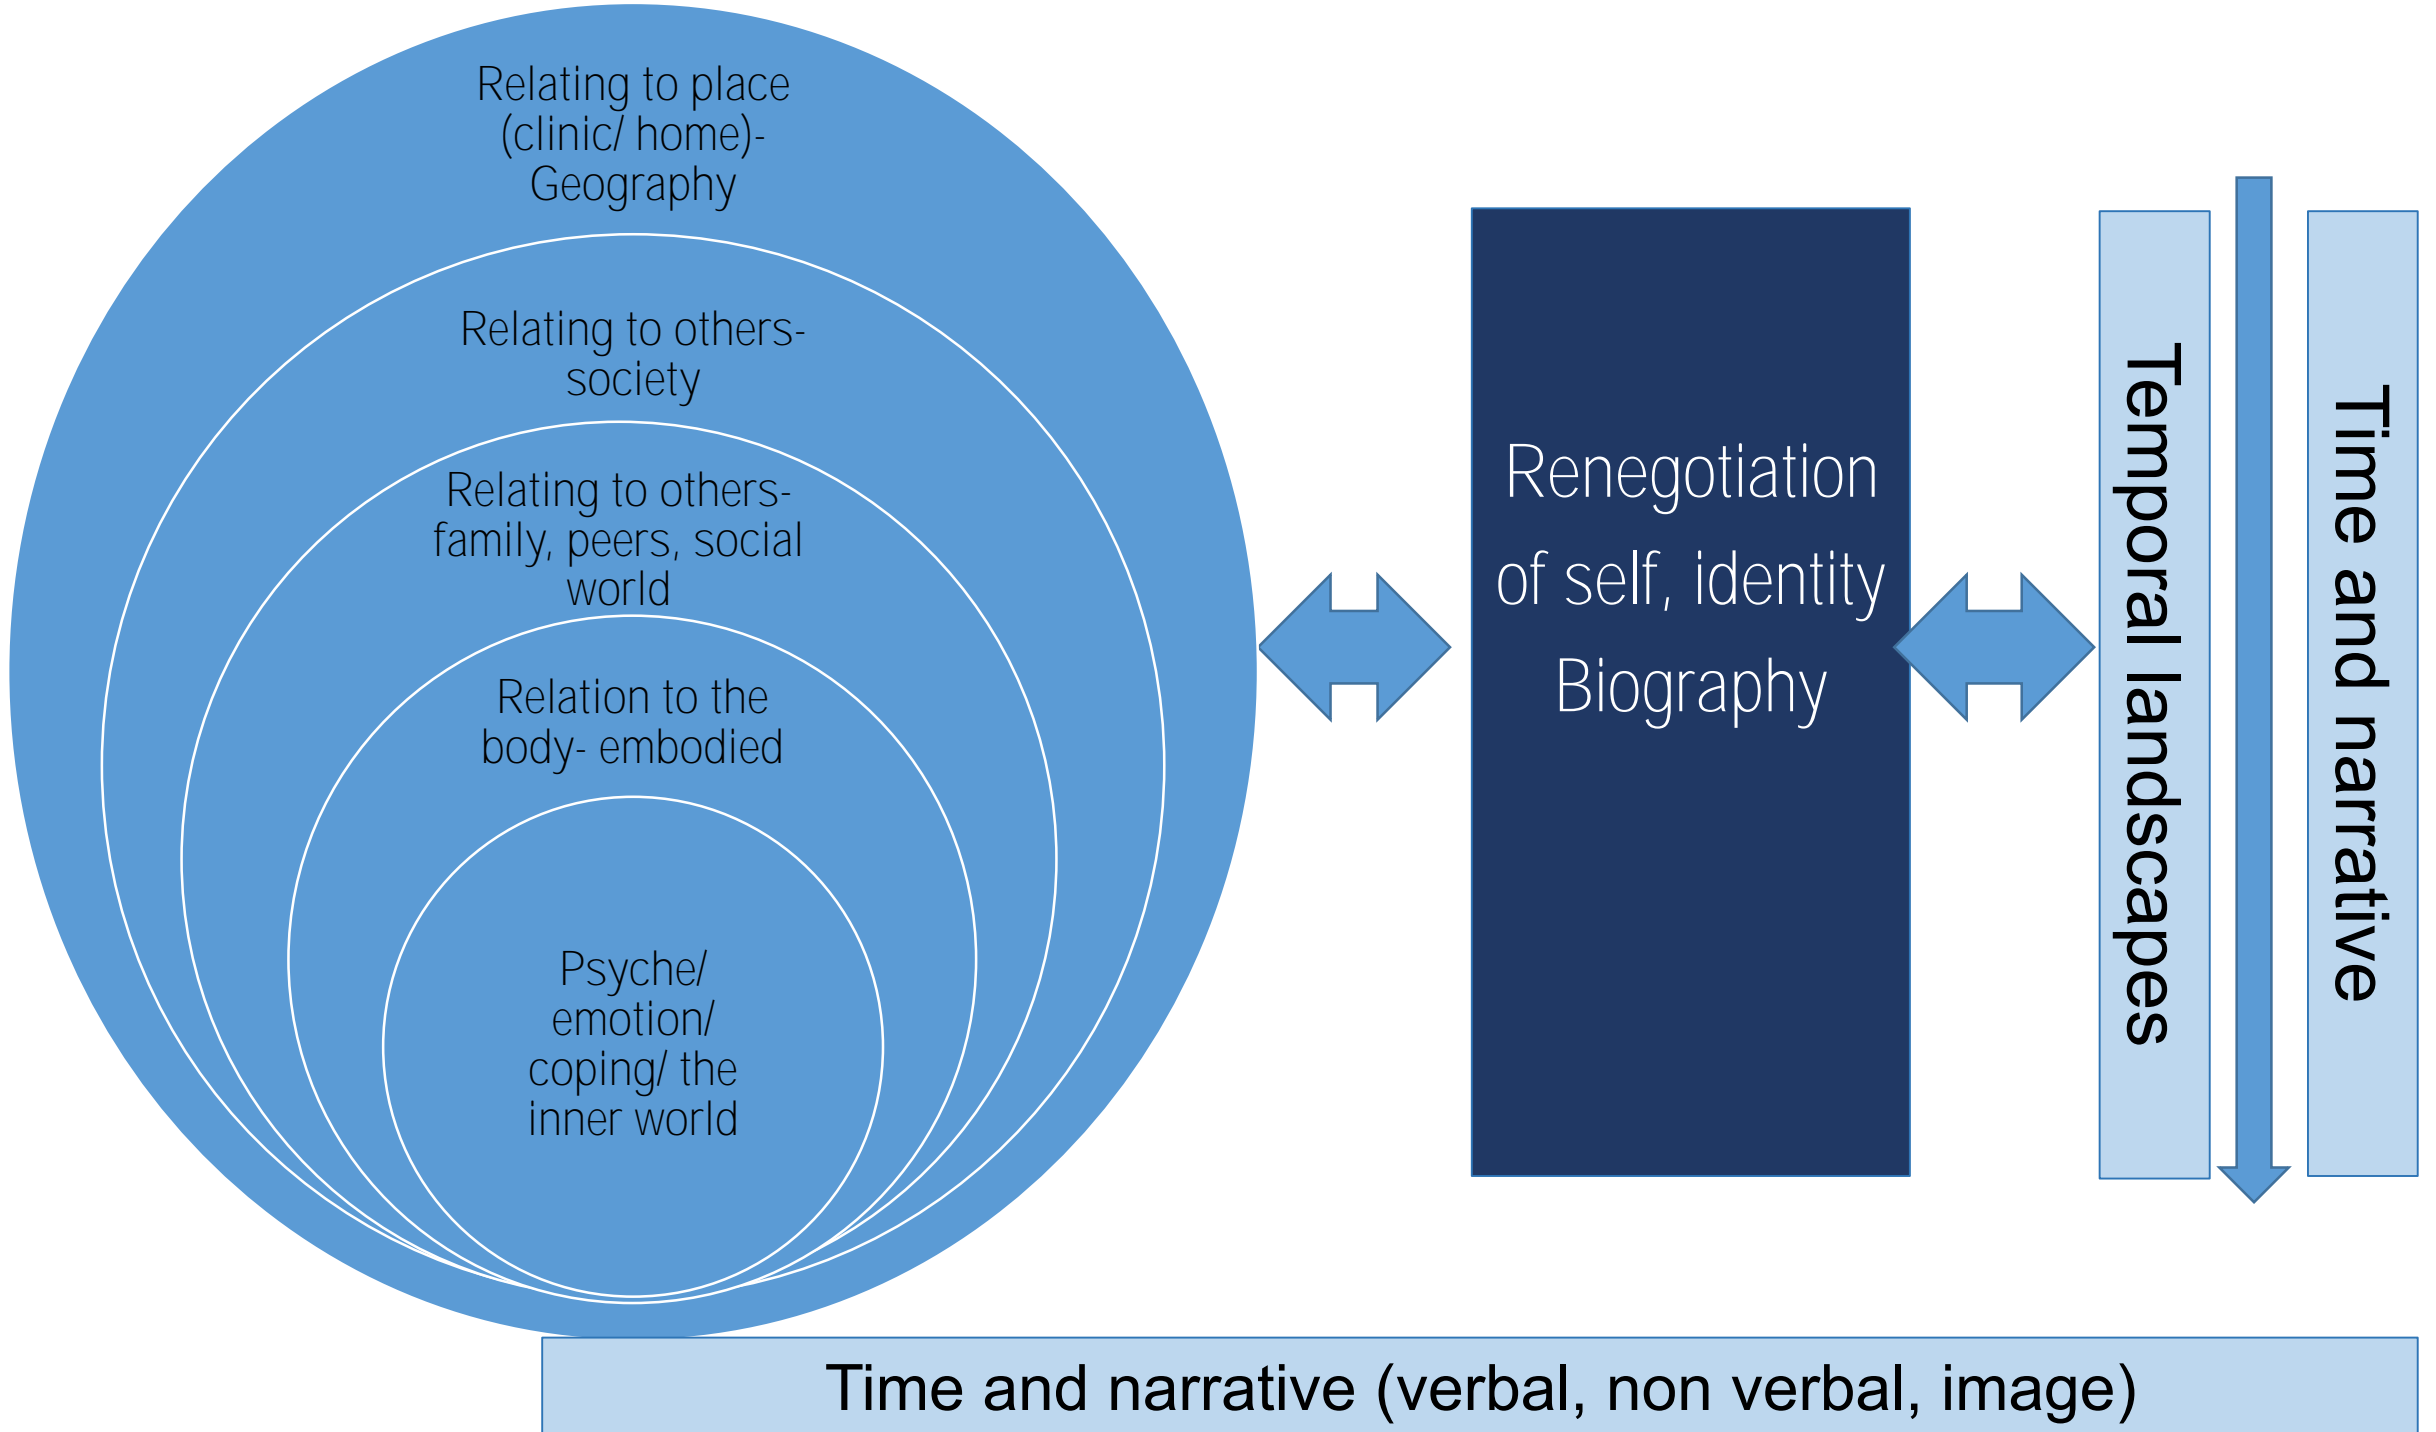 Relating to place
(clinic/ home)-
Geography
Relating to others-
society
Relating to others-
family, peers, social
world
Relation to the
body- embodied
Psyche/
emotion/
coping/ the
inner world
Renegotiation
of self, identity
Biography
Temporal landscapes
Time and narrative
Time and narrative (verbal, non verbal, image)